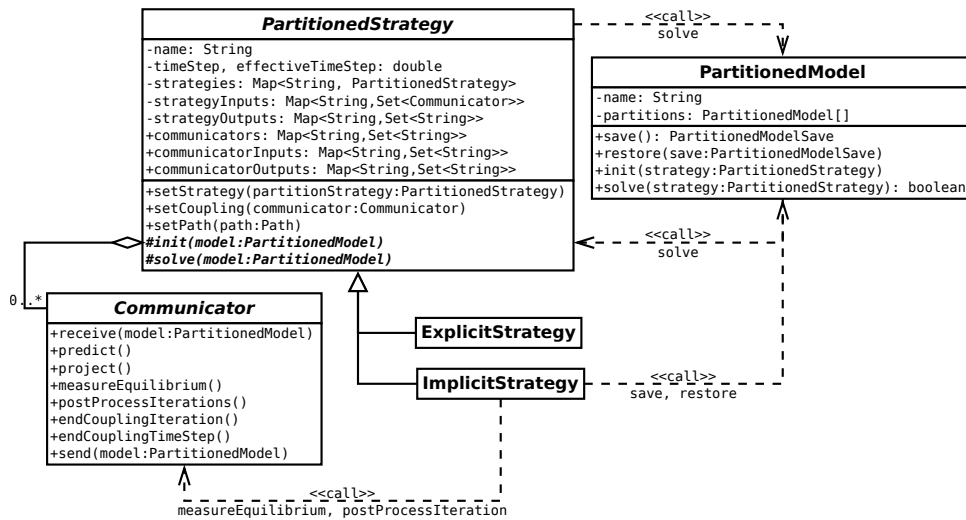 PartitionedStrategy
-name: String
-timeStep, effectiveTimeStep: double
-strategies: Map<String, PartitionedStrategy>
-strategyInputs: Map<String,Set<Communicator>>
-strategyOutputs: Map<String,Set<String>>
+communicators: Map<String,Set<String>>
+communicatorInputs: Map<String,Set<String>>
+communicatorOutputs: Map<String,Set<String>>
+setStrategy(partitionStrategy:PartitionedStrategy)
+setCoupling(communicator:Communicator)
+setPath(path:Path)
#init(model:PartitionedModel)
#solve(model:PartitionedModel)
<<call>>
solve
PartitionedModel
-name: String
-partitions: PartitionedModel[]
+save(): PartitionedModelSave
+restore(save:PartitionedModelSave)
+init(strategy:PartitionedStrategy)
+solve(strategy:PartitionedStrategy): boolean
<<call>>
solve
0..*
Communicator
+receive(model:PartitionedModel)
+predict()
+project()
+measureEquilibrium()
+postProcessIterations()
+endCouplingIteration()
+endCouplingTimeStep()
+send(model:PartitionedModel)
ExplicitStrategy
ImplicitStrategy
<<call>>
save, restore
<<call>>
measureEquilibrium, postProcessIteration